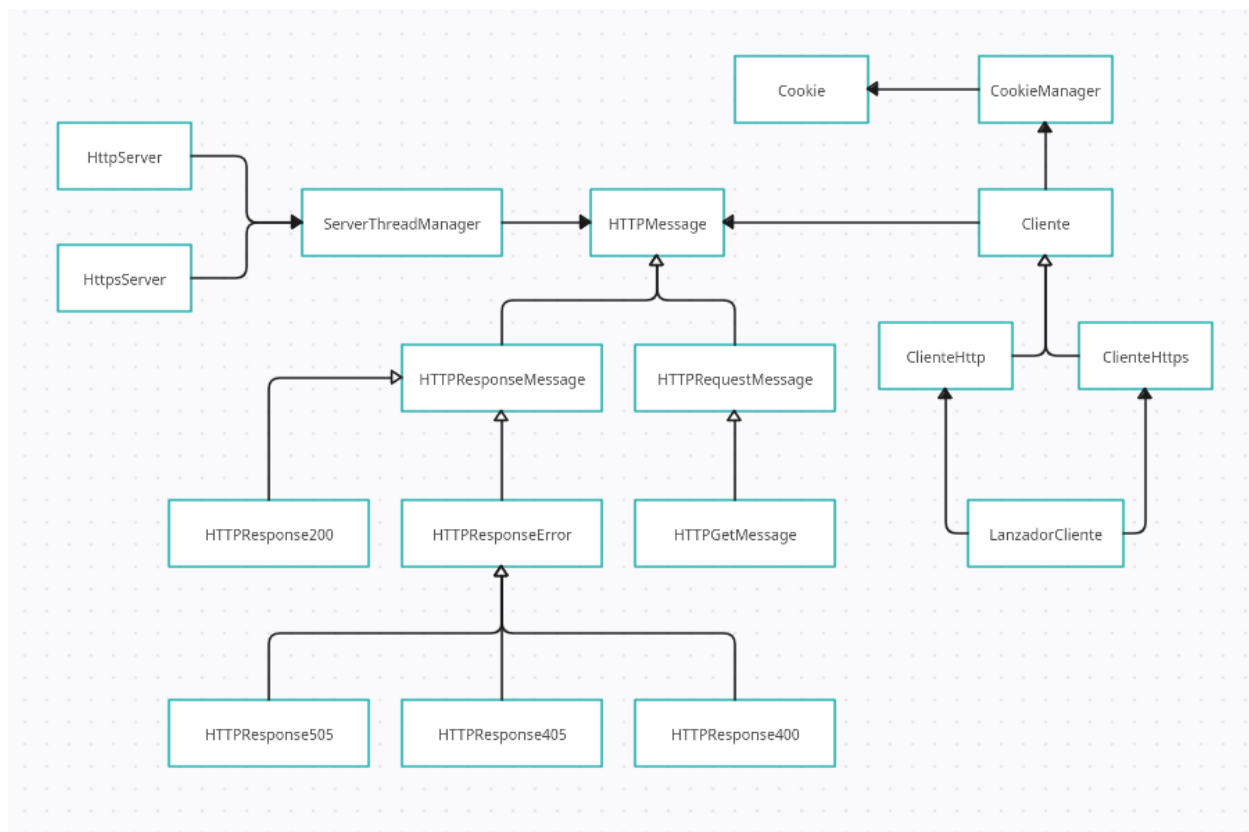 Cookie
CookieManager
HttpServer
ServerThreadManager
HTTPMessage
Cliente
HttpsServer
ClienteHttp
ClienteHttps
HTTPResponseMessage
HTTPRequestMessage
HTTPResponse200
HTTPResponseError
HTTPGetMessage
LanzadorCliente
HTTPResponse505
HTTPResponse405
HTTPResponse400